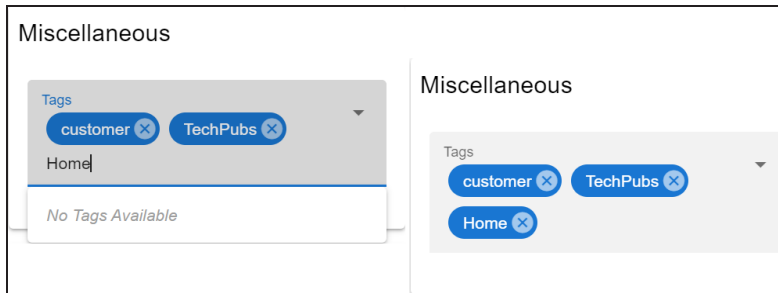 Miscellaneous
Tags
customer TechPubs
Home
No Tags Available
Miscellaneous
Tags
customer TechPubs
Home